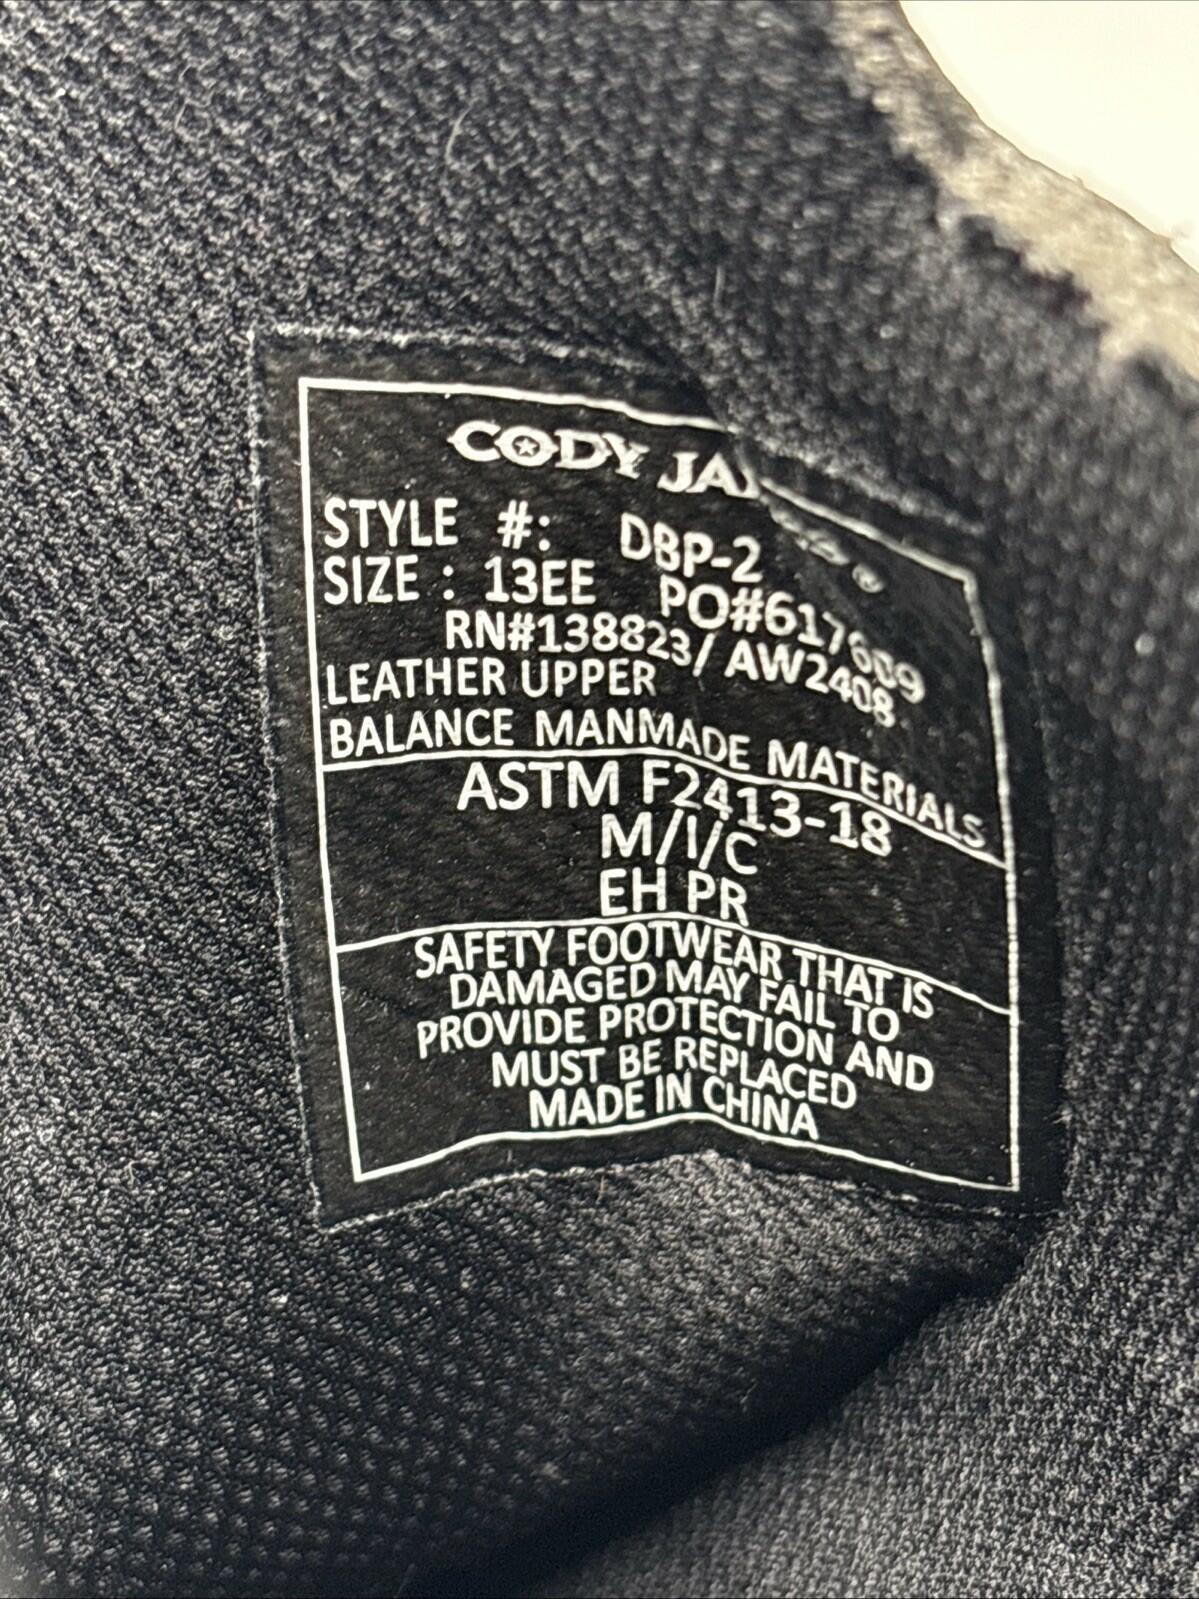 CODY
STYLE #: DBP-2
SIZE : 13EE PO#617609
RN#138823/ AW2408
LEATHER UPPER
BALANCE MANMADE MATERIALS
ASTM F2413-18
M/I/C
EH PR
SAFETY FOOTWEAR THAT IS
DAMAGED MAY FAIL TO
PROVIDE PROTECTION AND
MUST BE REPLACED
MADE IN CHINA